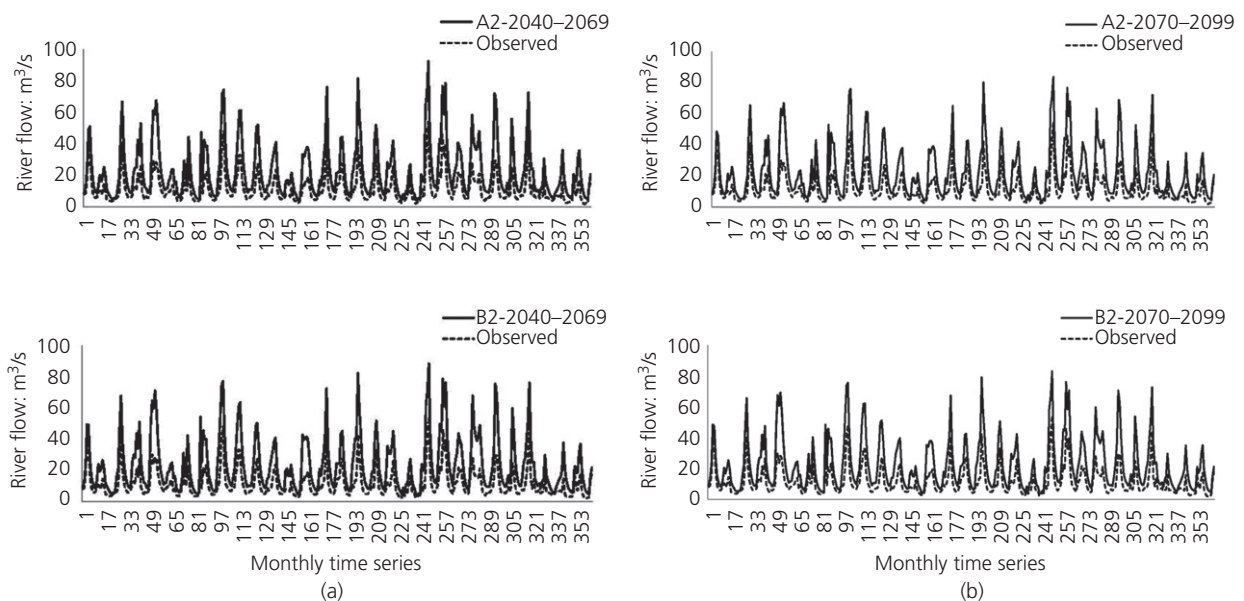 A2-2040–2069
Observed
River flow: m³/s
100
80
60
40
20
0
1 17 33 49 65 81 97 113 129 145 161 177 193 209 225 241 257 273 289 305 321 337 353
A2-2070–2099
Observed
River flow: m³/s
100
80
60
40
20
0
1 17 33 49 65 81 97 113 129 145 161 177 193 209 225 241 257 273 289 305 321 337 353
B2-2040–2069
Observed
River flow: m³/s
100
80
60
40
20
0
1 17 33 49 65 81 97 113 129 145 161 177 193 209 225 241 257 273 289 305 321 337 353
Monthly time series
(a)
B2-2070–2099
Observed
River flow: m³/s
100
80
60
40
20
0
1 17 33 49 65 81 97 113 129 145 161 177 193 209 225 241 257 273 289 305 321 337 353
Monthly time series
(b)